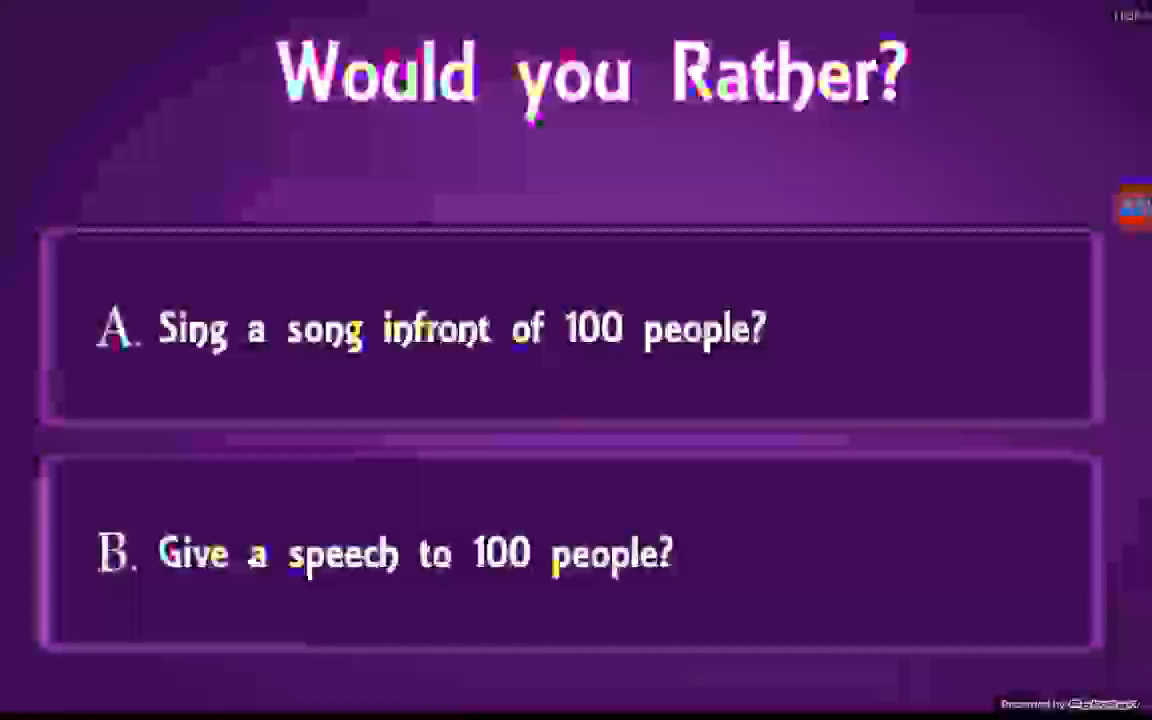 Would you Rather?
A. Sing a song infront of 100 people?
B. Give a speech to 100 people?